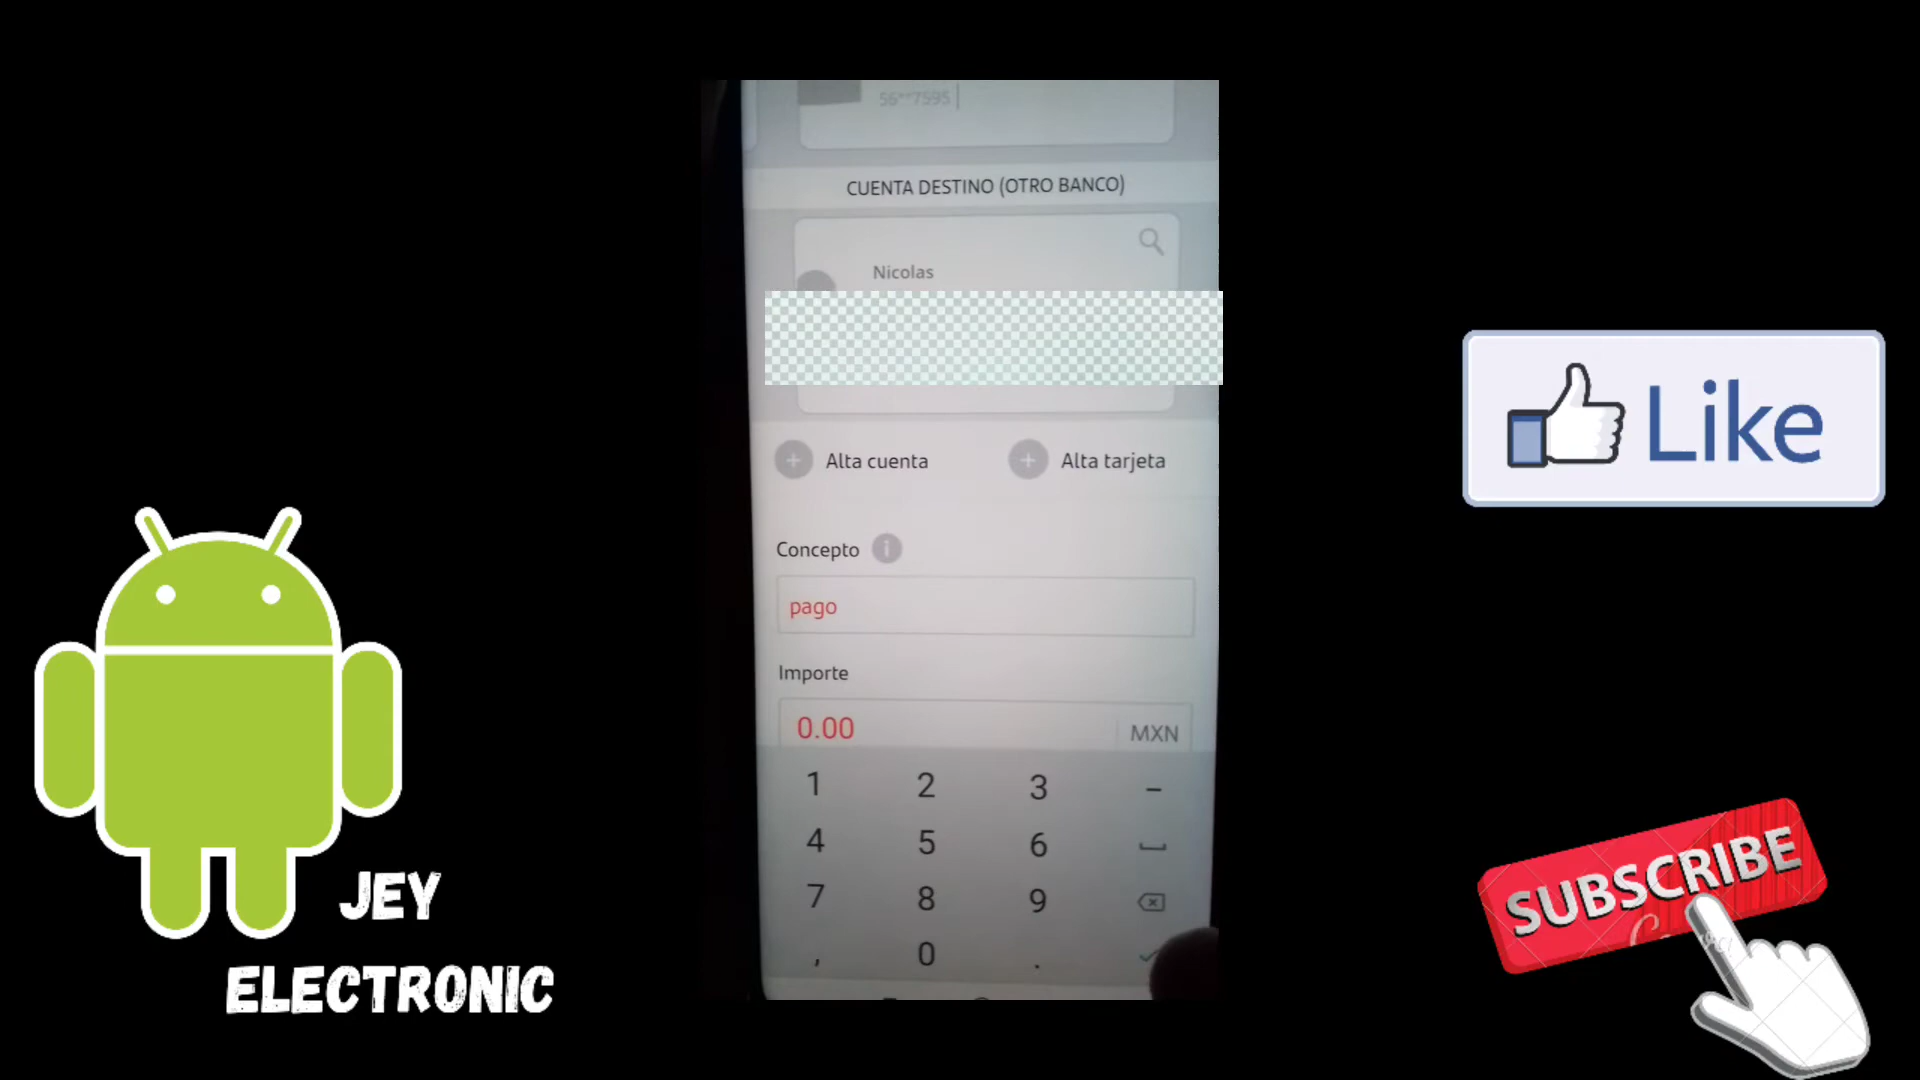 56**7595
CUENTA DESTINO (OTRO BANCO)
Nicolas
Alta cuenta
Alta tarjeta
Concepto
pago
Importe
0.00
MXN
1 2 3 –
4 5 6
7 8 9
, 0 .
Like
JEY
ELECTRONIC
SUBSCRIBE